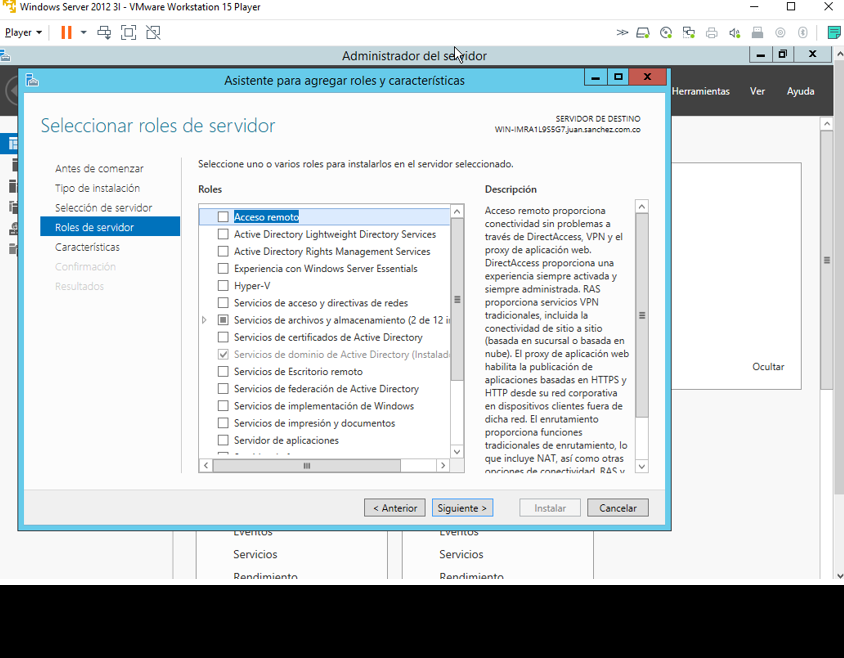 Windows Server 2012 3I - VMware Workstation 15 Player
Player
Administrador del servidor
Herramientas Ver Ayuda
Asistente para agregar roles y características
Seleccionar roles de servidor
SERVIDOR DE DESTINO
WIN-IMRA1L9S5G7.juan.sanchez.com.co
Antes de comenzar
Tipo de instalación
Selección de servidor
Roles de servidor
Características
Confirmación
Resultados
Seleccione uno o varios roles para instalarlos en el servidor seleccionado.
Roles
Acceso remoto
Active Directory Lightweight Directory Services
Active Directory Rights Management Services
Experiencia con Windows Server Essentials
Hyper-V
Servicios de acceso y directivas de redes
Servicios de archivos y almacenamiento (2 de 12 i
Servicios de certificados de Active Directory
Servicios de dominio de Active Directory (Instalad
Servicios de Escritorio remoto
Servicios de federación de Active Directory
Servicios de implementación de Windows
Servicios de impresión y documentos
Servidor de aplicaciones
Descripción
Acceso remoto proporciona
conectividad sin problemas a
través de DirectAccess, VPN y el
proxy de aplicación web.
DirectAccess proporciona una
experiencia siempre activada y
siempre administrada. RAS
proporciona servicios VPN
tradicionales, incluida la
conectividad de sitio a sitio
(basada en sucursal o basada en
nube). El proxy de aplicación web
habilita la publicación de
aplicaciones basadas en HTTPS y
HTTP desde su red corporativa
en dispositivos clientes fuera de
dicha red. El enrutamiento
proporciona funciones
tradicionales de enrutamiento, lo
que incluye NAT, así como otras
opciones de conectividad. RAS y
Ocultar
< Anterior Siguiente > Instalar Cancelar
Eventos Eventos
Servicios Servicios
Rendimiento Rendimiento